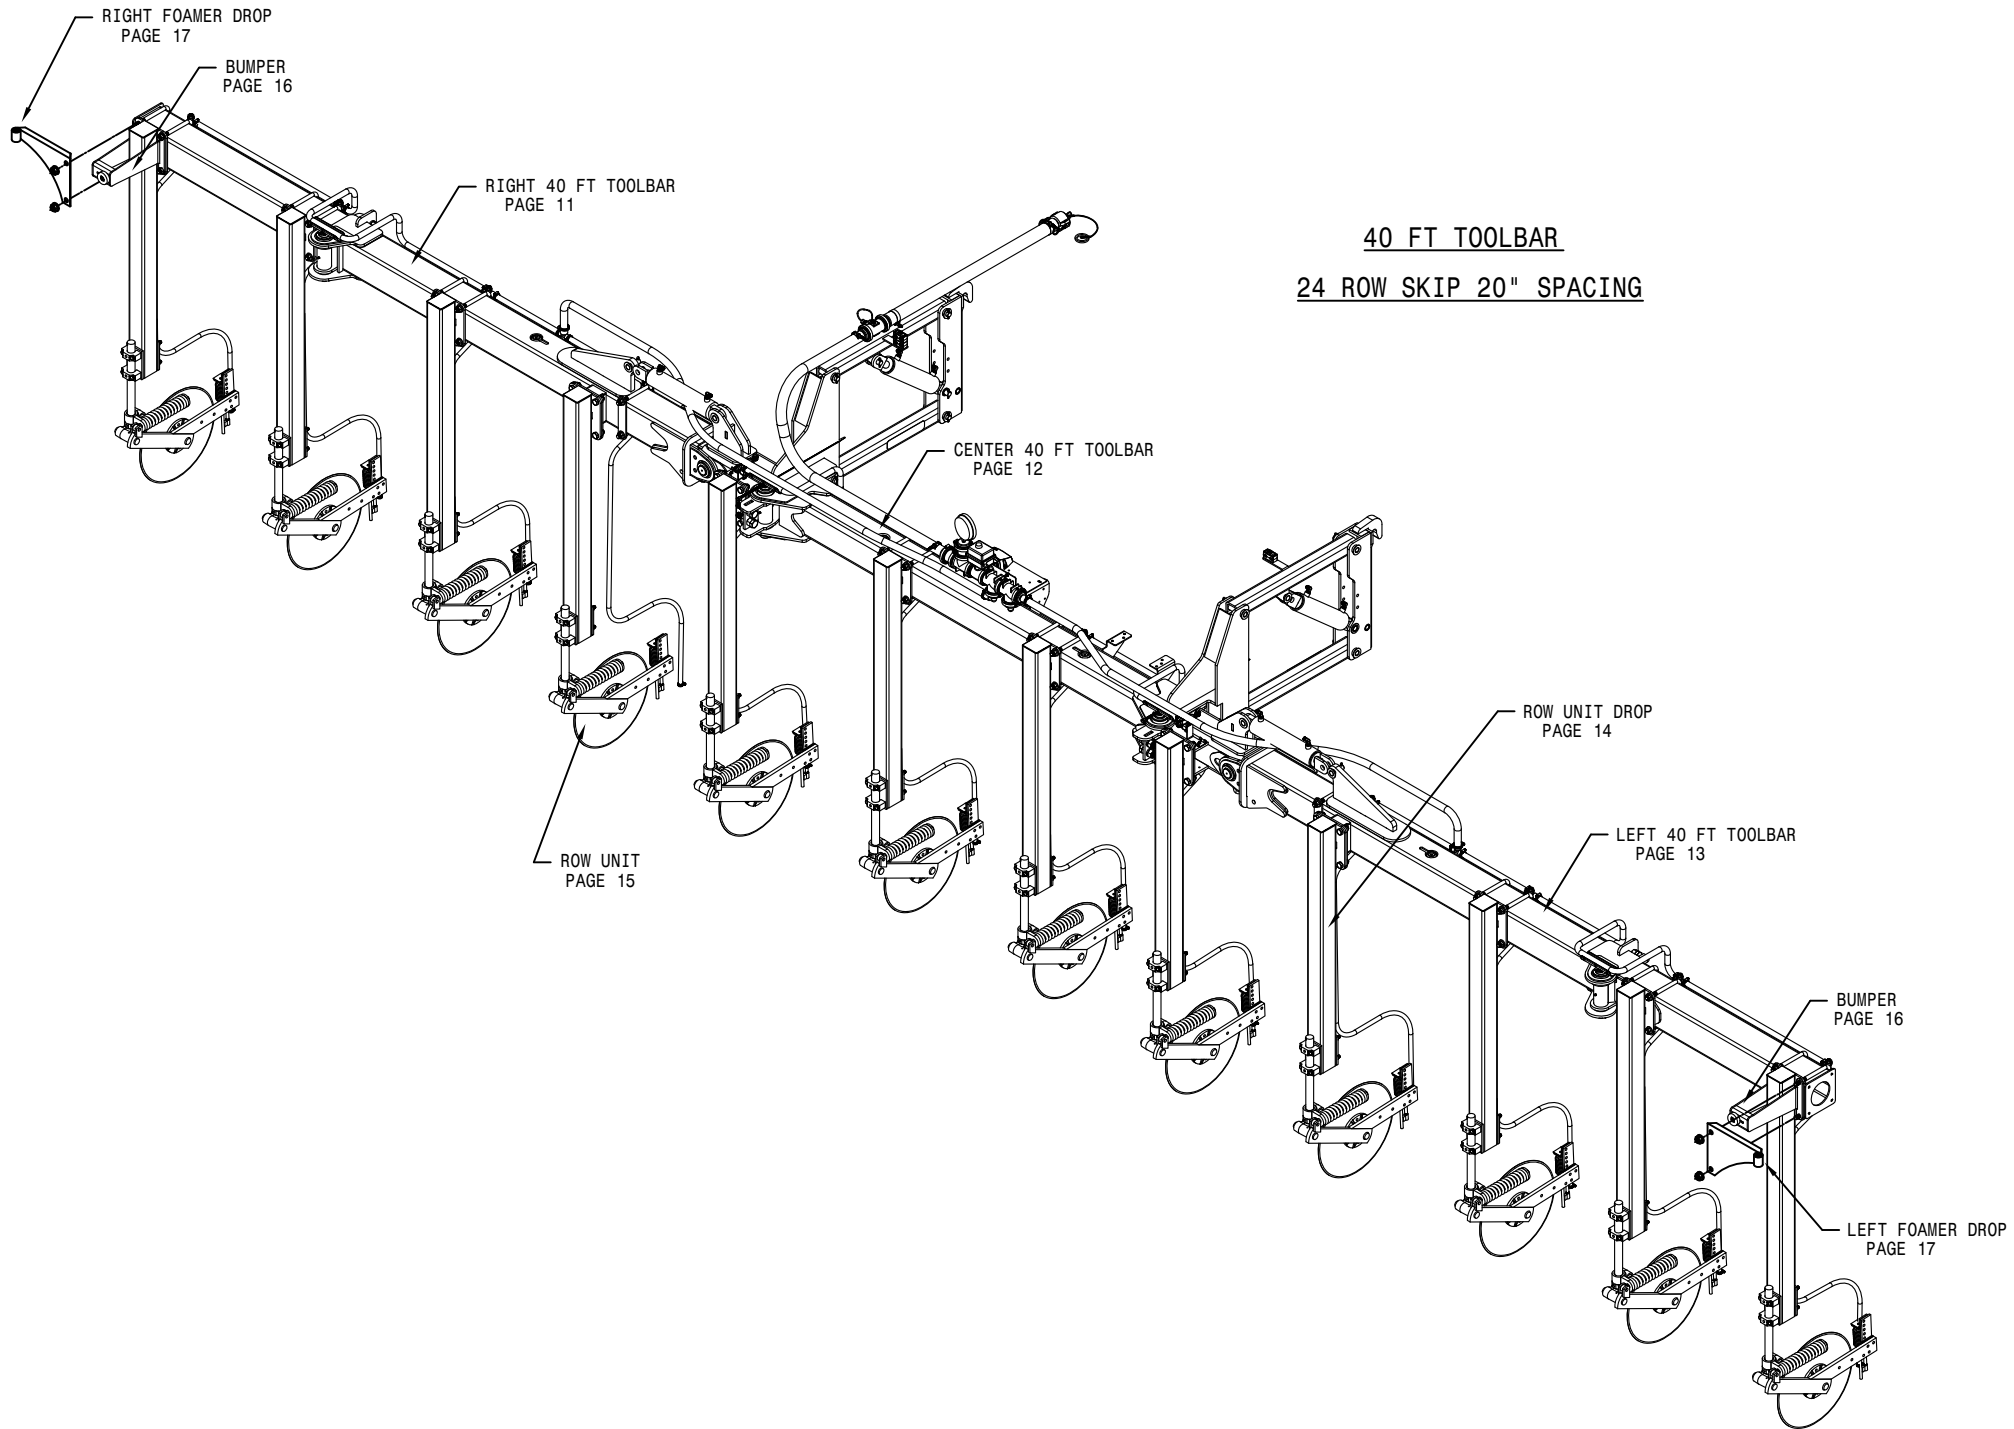 RIGHT FOAMER DROP
PAGE 17
BUMPER
PAGE 16
RIGHT 40 FT TOOLBAR
PAGE 11
40 FT TOOLBAR
24 ROW SKIP 20" SPACING
CENTER 40 FT TOOLBAR
PAGE 12
ROW UNIT DROP
PAGE 14
LEFT 40 FT TOOLBAR
PAGE 13
ROW UNIT
PAGE 15
BUMPER
PAGE 16
LEFT FOAMER DROP
PAGE 17